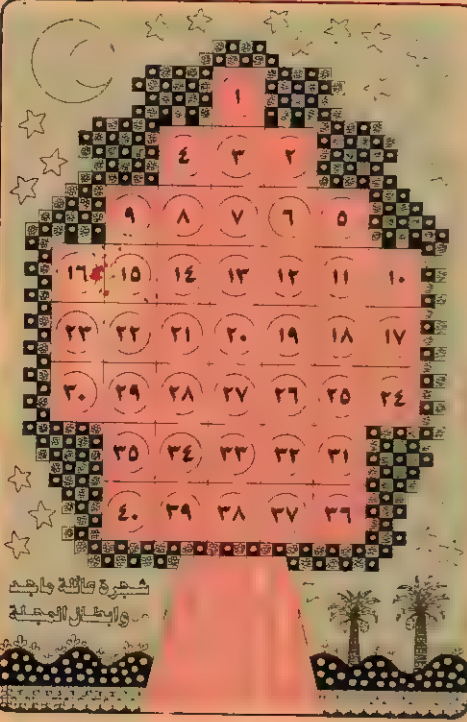 ١
٤ ٣ ٢
٩ ٨ ٧ ٦ ٥
١٦ ١٥ ١٤ ١٣ ١٢ ١١ ١٠
٢٣ ٢٢ ٢١ ٢٠ ١٩ ١٨ ١٧
٣٠ ٢٩ ٢٨ ٢٧ ٢٦ ٢٥ ٢٤
٣٥ ٣٤ ٣٣ ٣٢ ٣١
٤٠ ٣٩ ٣٨ ٣٧ ٣٦
شجرة عائلة ماجد
.. وابطال المجلة